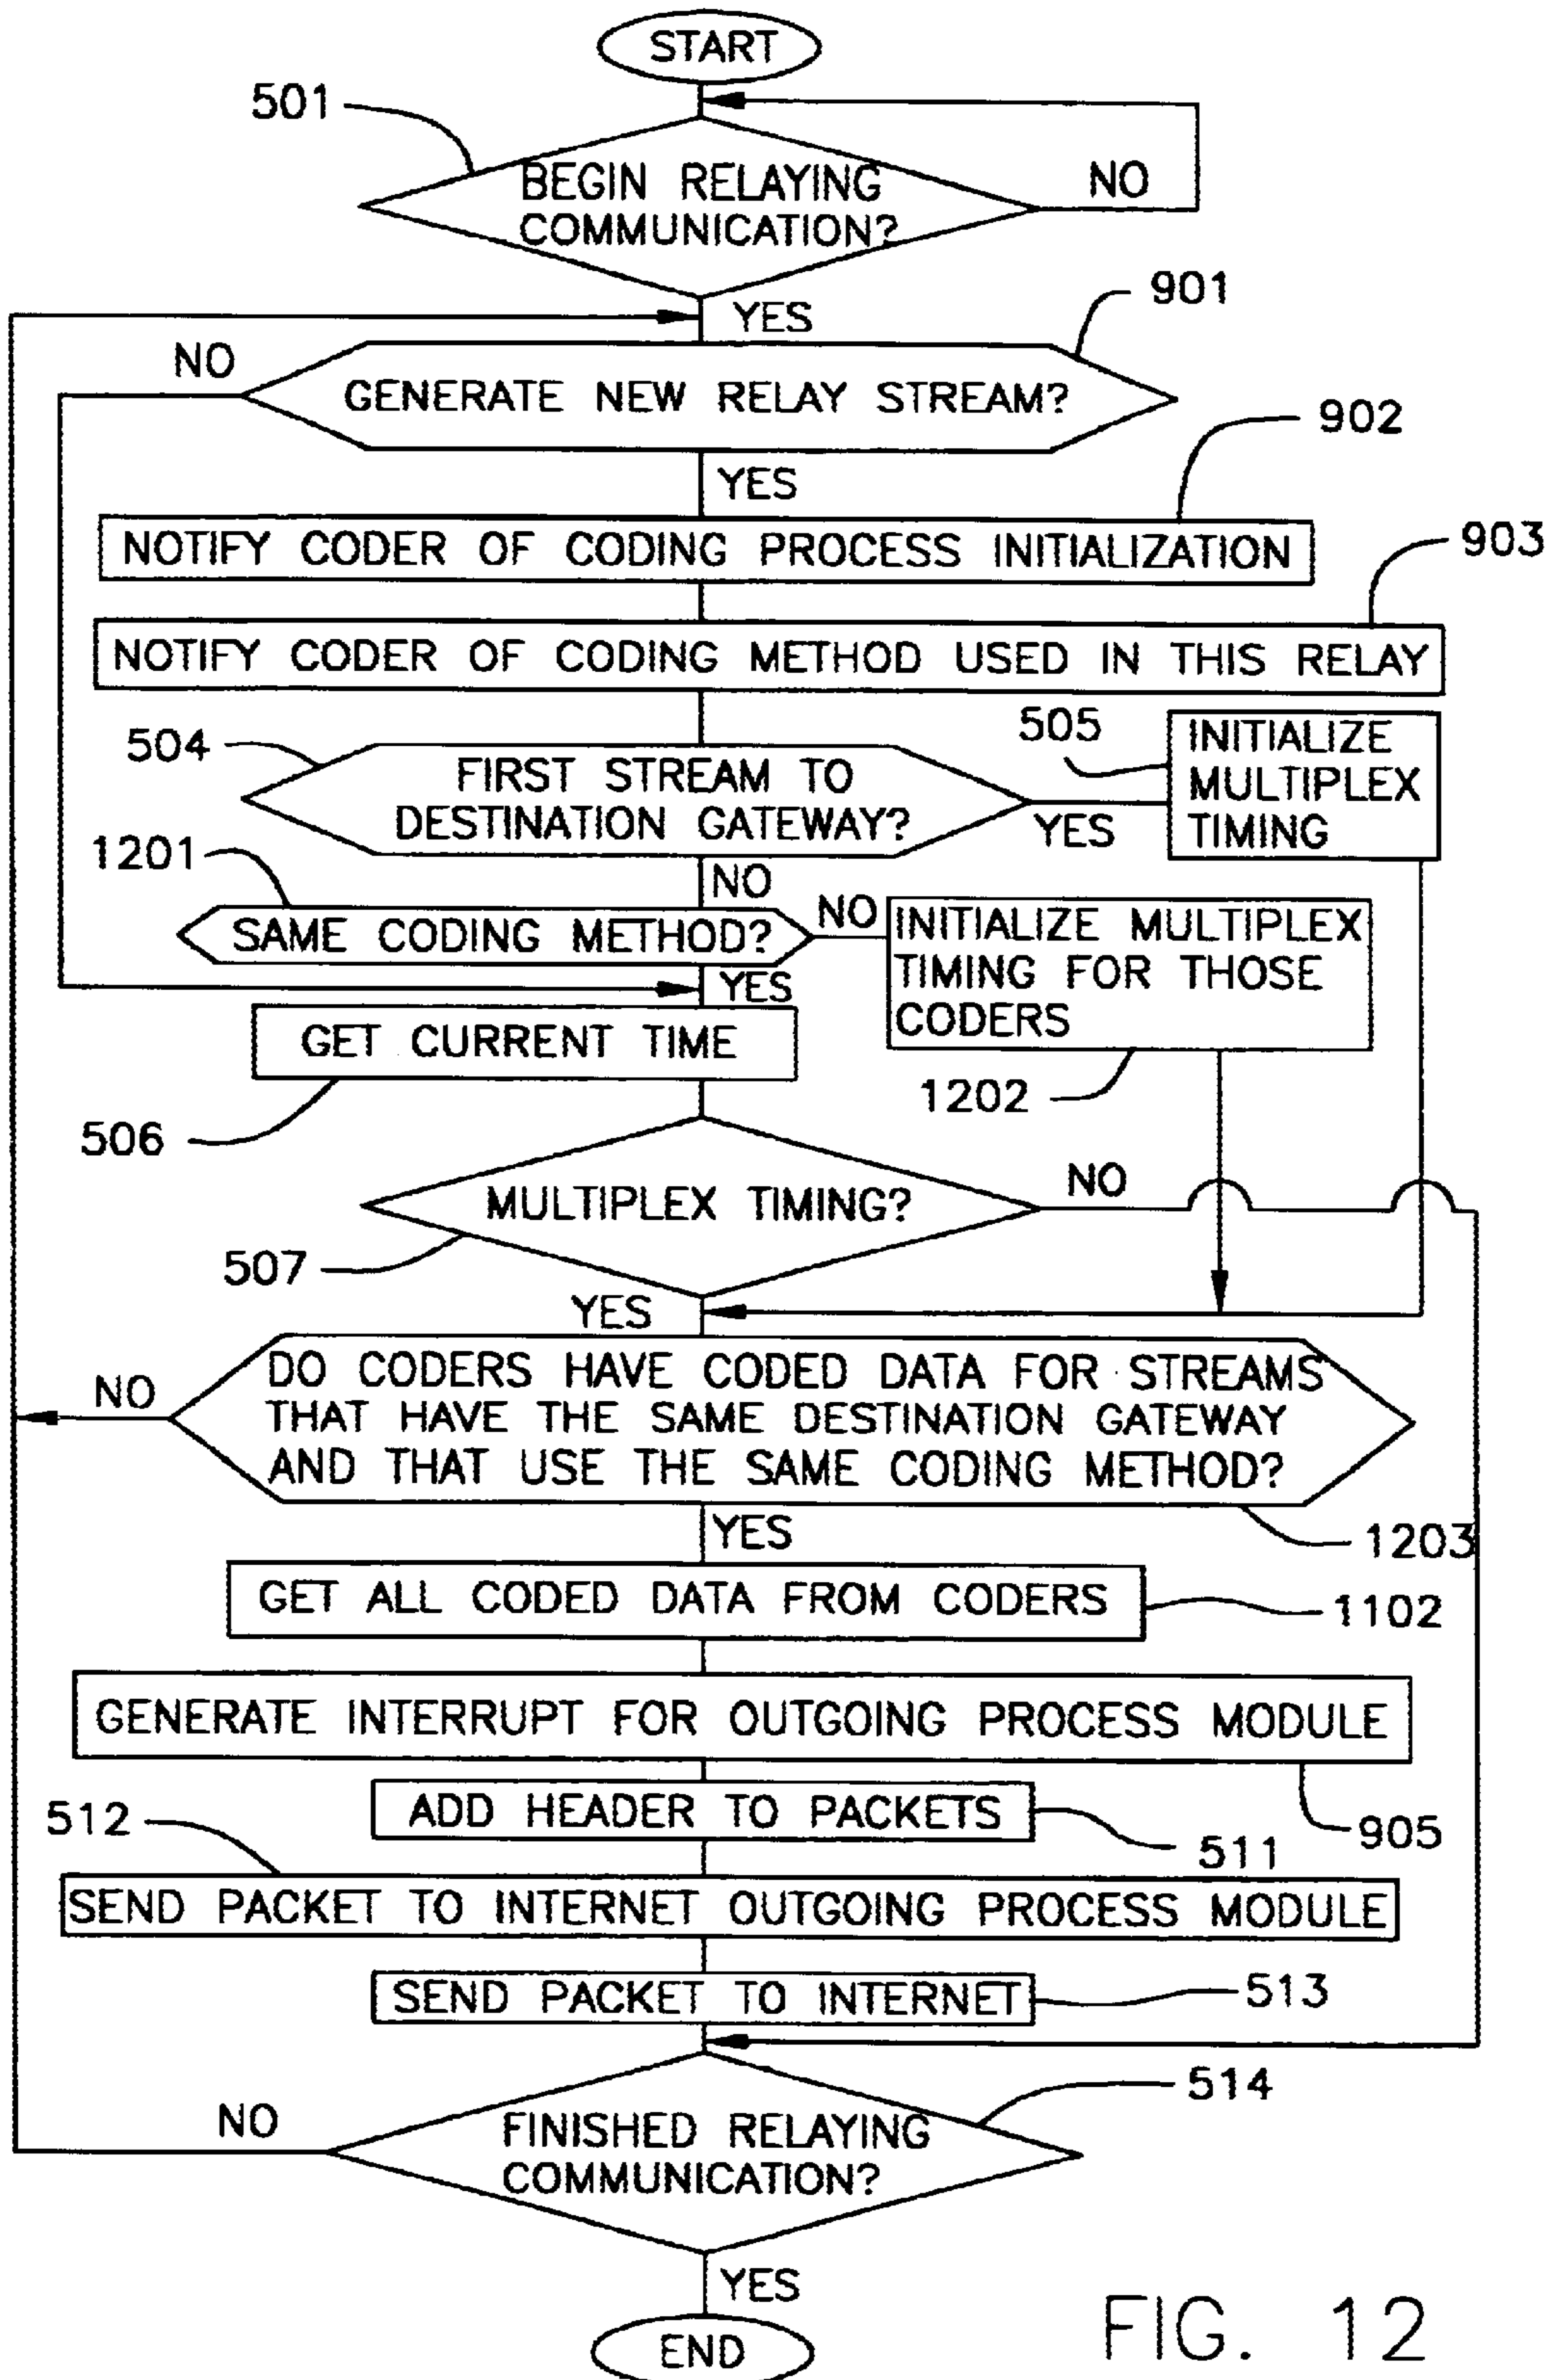 START
501
BEGIN RELAYING
COMMUNICATION?
NO
YES
901
NO
GENERATE NEW RELAY STREAM?
902
YES
NOTIFY CODER OF CODING PROCESS INITIALIZATION
903
NOTIFY CODER OF CODING METHOD USED IN THIS RELAY
504
FIRST STREAM TO
DESTINATION GATEWAY?
YES
505
INITIALIZE
MULTIPLEX
TIMING
1201
NO
SAME CODING METHOD?
NO
INITIALIZE MULTIPLEX
TIMING FOR THOSE
CODERS
YES
GET CURRENT TIME
1202
506
MULTIPLEX TIMING?
NO
507
YES
NO
DO CODERS HAVE CODED DATA FOR STREAMS
THAT HAVE THE SAME DESTINATION GATEWAY
AND THAT USE THE SAME CODING METHOD?
YES
1203
GET ALL CODED DATA FROM CODERS
1102
GENERATE INTERRUPT FOR OUTGOING PROCESS MODULE
905
ADD HEADER TO PACKETS
511
512
SEND PACKET TO INTERNET OUTGOING PROCESS MODULE
SEND PACKET TO INTERNET
513
514
NO
FINISHED RELAYING
COMMUNICATION?
YES
END
FIG. 12